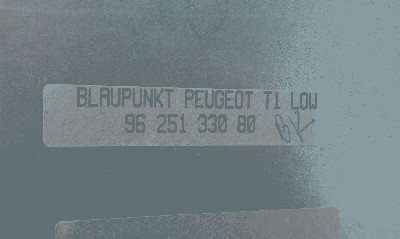 BLAUPUNKT PEUGEOT T1 LOW
96 251 330 80